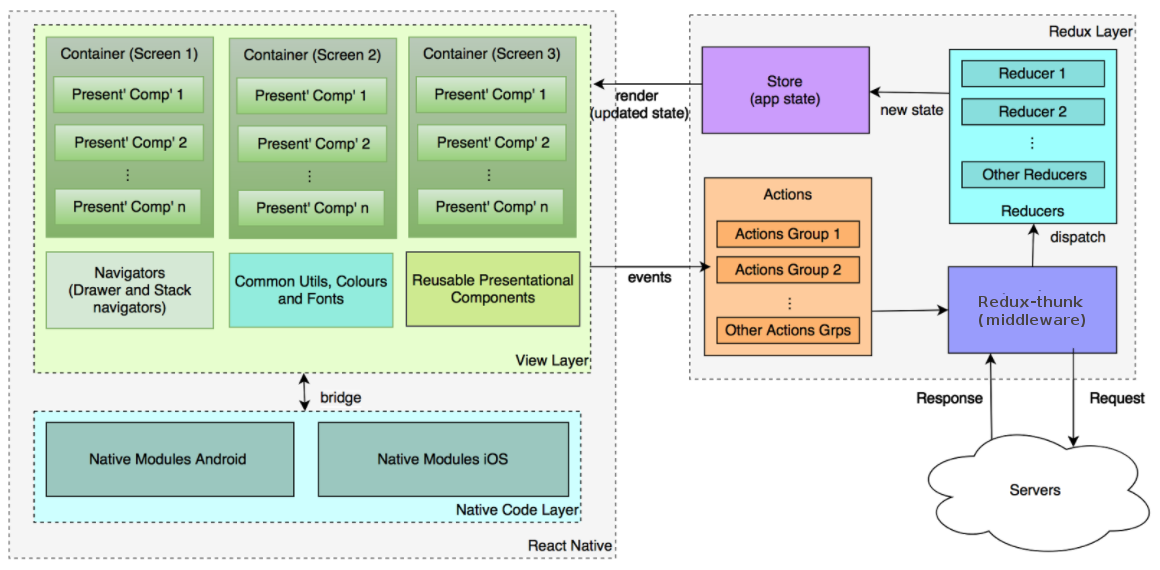 Container (Screen 1)
Present' Comp' 1
Present' Comp' 2
Present' Comp' n
Container (Screen 2)
Present' Comp' 1
Present' Comp' 2
Present' Comp' n
Container (Screen 3)
Present' Comp' 1
Present' Comp' 2
Present' Comp' n
Navigators
(Drawer and Stack
navigators)
Common Utils, Colours
and Fonts
Reusable Presentational
Components
View Layer
bridge
Native Modules Android
Native Modules iOS
Native Code Layer
React Native
render
(updated state)
events
Redux Layer
Store
(app state)
new state
Reducer 1
Reducer 2
Other Reducers
Reducers
dispatch
Actions
Actions Group 1
Actions Group 2
Other Actions Grps
Redux-thunk
(middleware)
Response
Request
Servers